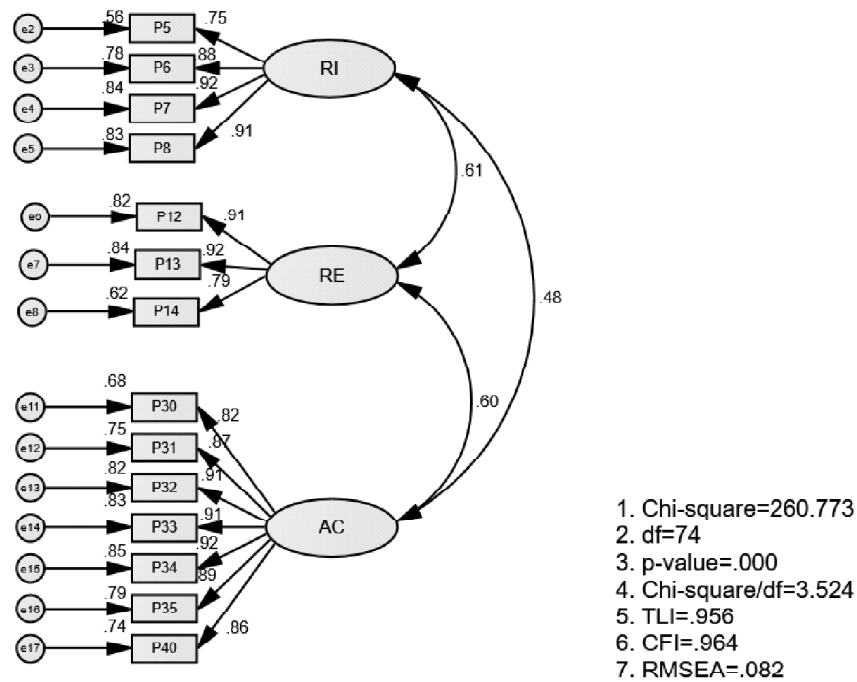 .56 .75
e2 P5
.78 .88 RI
e3 P6
.84 .92
e4 P7
.83 .91
e5 P8
.61
.82 .91
P12
.84 .92
e7 P13 RE
.62 .79
e8 P14
.48
.60
.68 .82
e11 P30
.75 .87
e12 P31
.82 .91
e13 P32
.83 .91 AC
e14 P33
.85 .92
e15 P34
.79 .89
e16 P35
.74 .86
e17 P40
1. Chi-square=260.773
2. df=74
3. p-value=.000
4. Chi-square/df=3.524
5. TLI=.956
6. CFI=.964
7. RMSEA=.082